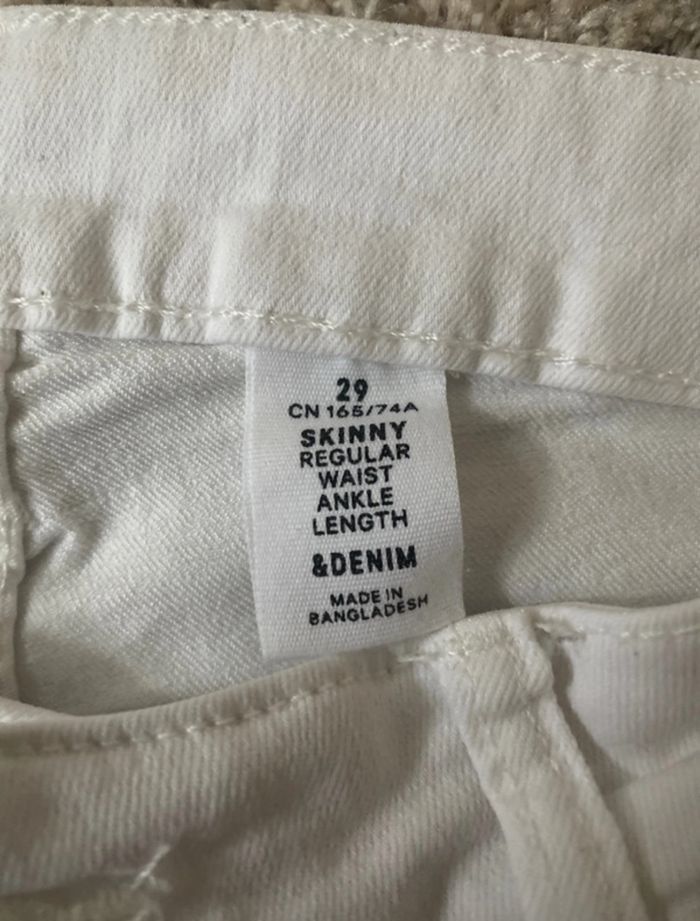 29
CN 165/74A
SKINNY
REGULAR
WAIST
ANKLE
LENGTH
&DENIM
MADE IN
BANGLADESH